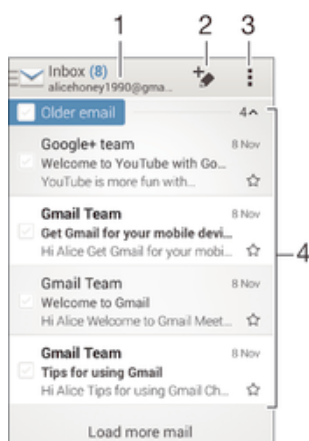 1 2 3
Inbox (8)
alicehoney1990@gma...
Older email 4
Google+ team 8 Nov
Welcome to YouTube with Go...
YouTube is more fun with...
Gmail Team 8 Nov
Get Gmail for your mobile devi...
Hi Alice Get Gmail for your mobi...
4
Gmail Team 8 Nov
Welcome to Gmail
Hi Alice Welcome to Gmail Meet...
Gmail Team 8 Nov
Tips for using Gmail
Hi Alice Tips for using Gmail Ch...
Load more mail